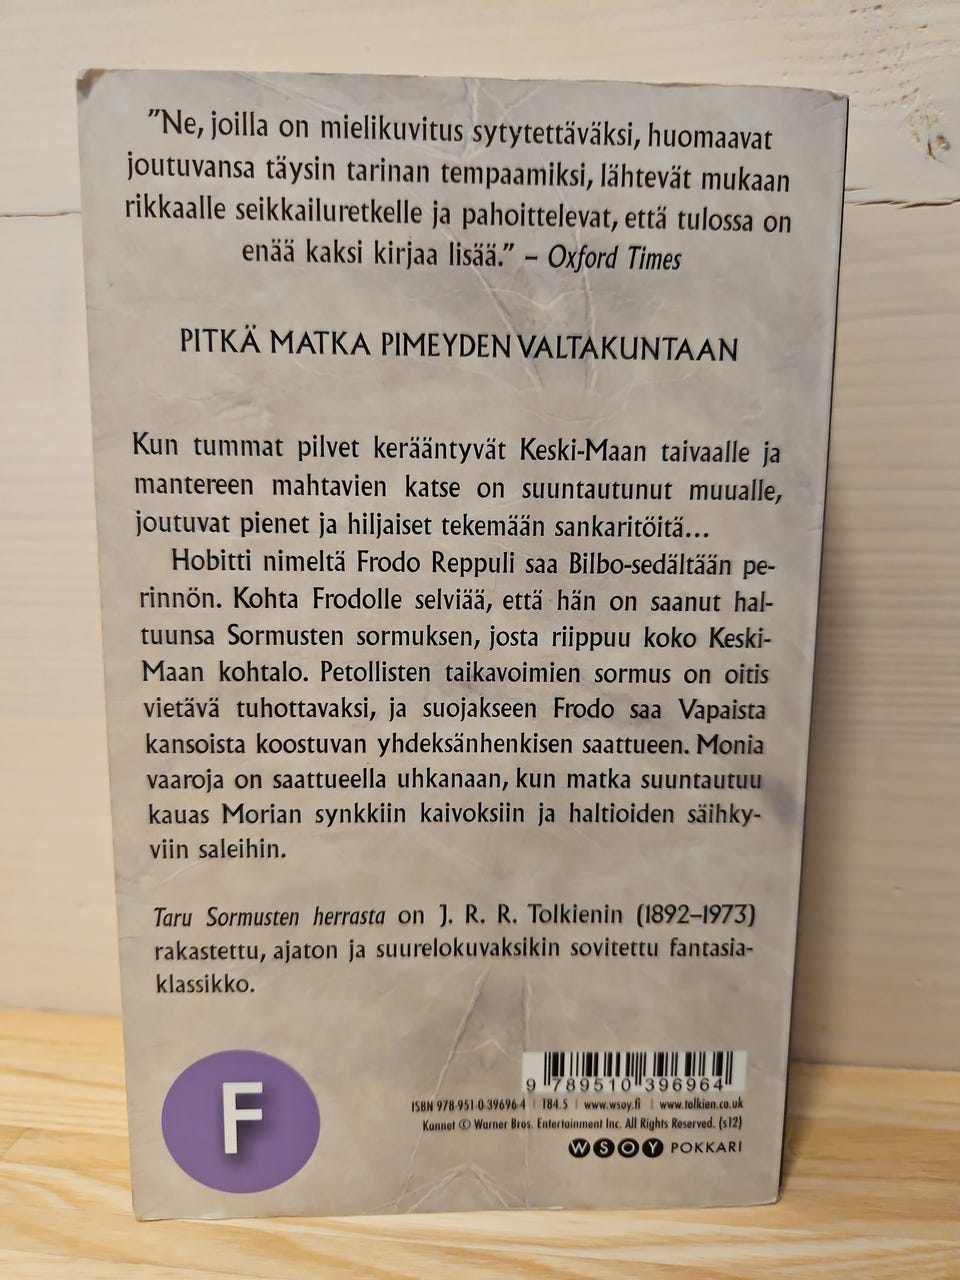 "Ne, joilla on mielikuvitus sytytettäväksi, huomaavat
joutuvansa täysin tarinan tempaamiksi, lähtevät mukaan
rikkaalle seikkailuretkelle ja pahoittelevat, että tulossa on
enää kaksi kirjaa lisää." – Oxford Times
PITKÄ MATKA PIMEYDEN VALTAKUNTAAN
Kun tummat pilvet kerääntyvät Keski-Maan taivaalle ja
mantereen mahtavien katse on suuntautunut muualle,
joutuvat pienet ja hiljaiset tekemään sankaritöitä...
Hobitti nimeltä Frodo Reppuli saa Bilbo-sedältään pe-
rinnön. Kohta Frodolle selviää, että hän on saanut hal-
tuunsa Sormusten sormuksen, josta riippuu koko Keski-
Maan kohtalo. Petollisten taikavoimien sormus on oitis
vietävä tuhottavaksi, ja suojakseen Frodo saa Vapaista
kansoista koostuvan yhdeksänhenkisen saattueen. Monia
vaaroja on saattueella uhkanaan, kun matka suuntautuu
kauas Morian synkkiin kaivoksiin ja haltioiden säihky-
viin saleihin.
Taru Sormusten herrasta on J. R. R. Tolkienin (1892–1973)
rakastettu, ajaton ja suurelokuvaksikin sovitettu fantasia-
klassikko.
F
9 789510 396964
ISBN 978-951-0-39696-4 | 184.5 | www.wsoy.fi | www.tolkien.co.uk
Kannet © Warner Bros. Entertainment Inc. All Rights Reserved. (s12)
WSOY POKKARI